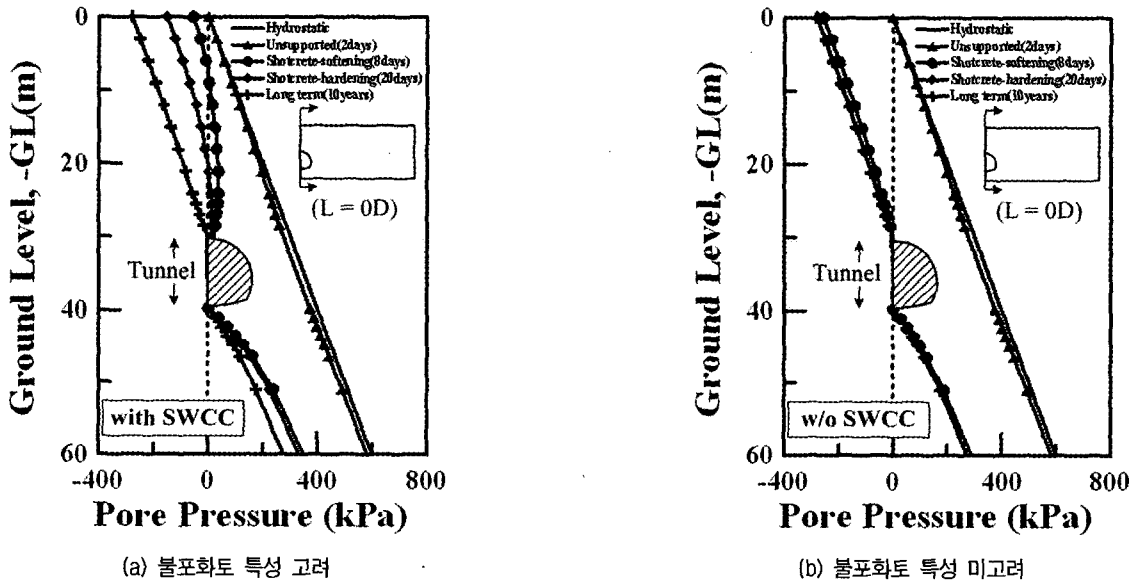 0
20
40
60
-400
0
400
800
Ground Level, -GL(m)
Pore Pressure (kPa)
Hydrostatic
Unsupported(2days)
Shotcrete-softening(8days)
Shotcrete-hardening(20days)
Long term(10years)
(L = 0D)
Tunnel
with SWCC
(a) 불포화토 특성 고려
0
20
40
60
-400
0
400
800
Ground Level, -GL(m)
Pore Pressure (kPa)
Hydrostatic
Unsupported(2days)
Shotcrete-softening(8days)
Shotcrete-hardening(20days)
Long term(10years)
(L = 0D)
Tunnel
w/o SWCC
(b) 불포화토 특성 미고려